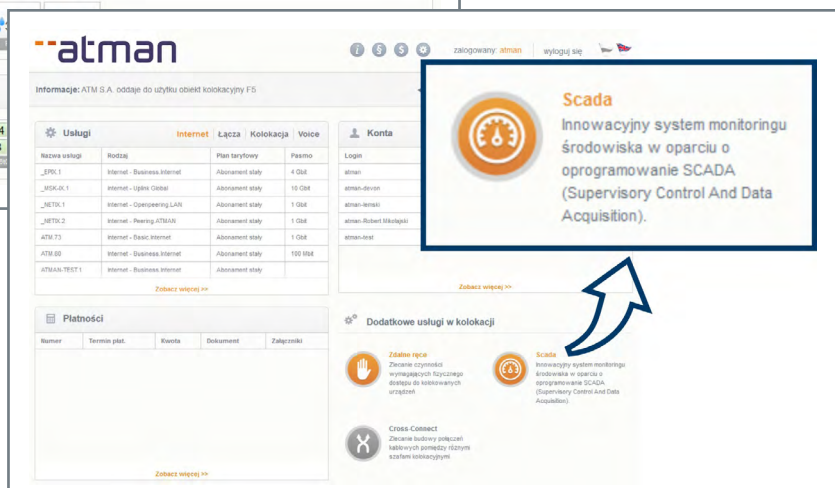 --atman
zalogowany: atman
wyloguj się
Informacje: ATM S.A. oddaje do użytku obiekt kolokacyjny F5
Usługi
Internet | Łącza | Kolokacja | Voice
Nazwa usługi Rodzaj Plan taryfowy Pasmo
_EPIX.1 Internet - Business.Internet Abonament stały 4 Gbit
_MSK-IX.1 Internet - Uplink Global Abonament stały 10 Gbit
_NETIX.1 Internet - Openpeering LAN Abonament stały 1 Gbit
_NETIX.2 Internet - Peering ATMAN Abonament stały 1 Gbit
ATM.73 Internet - Basic.Internet Abonament stały 1 Gbit
ATM.80 Internet - Business.Internet Abonament stały 100 Mbit
ATMAN-TEST.1 Internet - Business.Internet Abonament stały
Zobacz więcej >>
Konta
Login
atman
atman-devon
atman-lemski
atman-Robert Mikołajski
atman-test
Zobacz więcej >>
Scada
Innowacyjny system monitoringu
środowiska w oparciu o
oprogramowanie SCADA
(Supervisory Control And Data
Acquisition).
Płatności
Numer Termin płat. Kwota Dokument Załączniki
Zobacz więcej >>
Dodatkowe usługi w kolokacji
Zdalne ręce
Zlecanie czynności
wymagających fizycznego
dostępu do kolokowanych
urządzeń
Scada
Innowacyjny system monitoringu
środowiska w oparciu o
oprogramowanie SCADA
(Supervisory Control And Data
Acquisition).
Cross-Connect
Zlecanie budowy połączeń
kablowych pomiędzy różnymi
szafami kolokacyjnymi